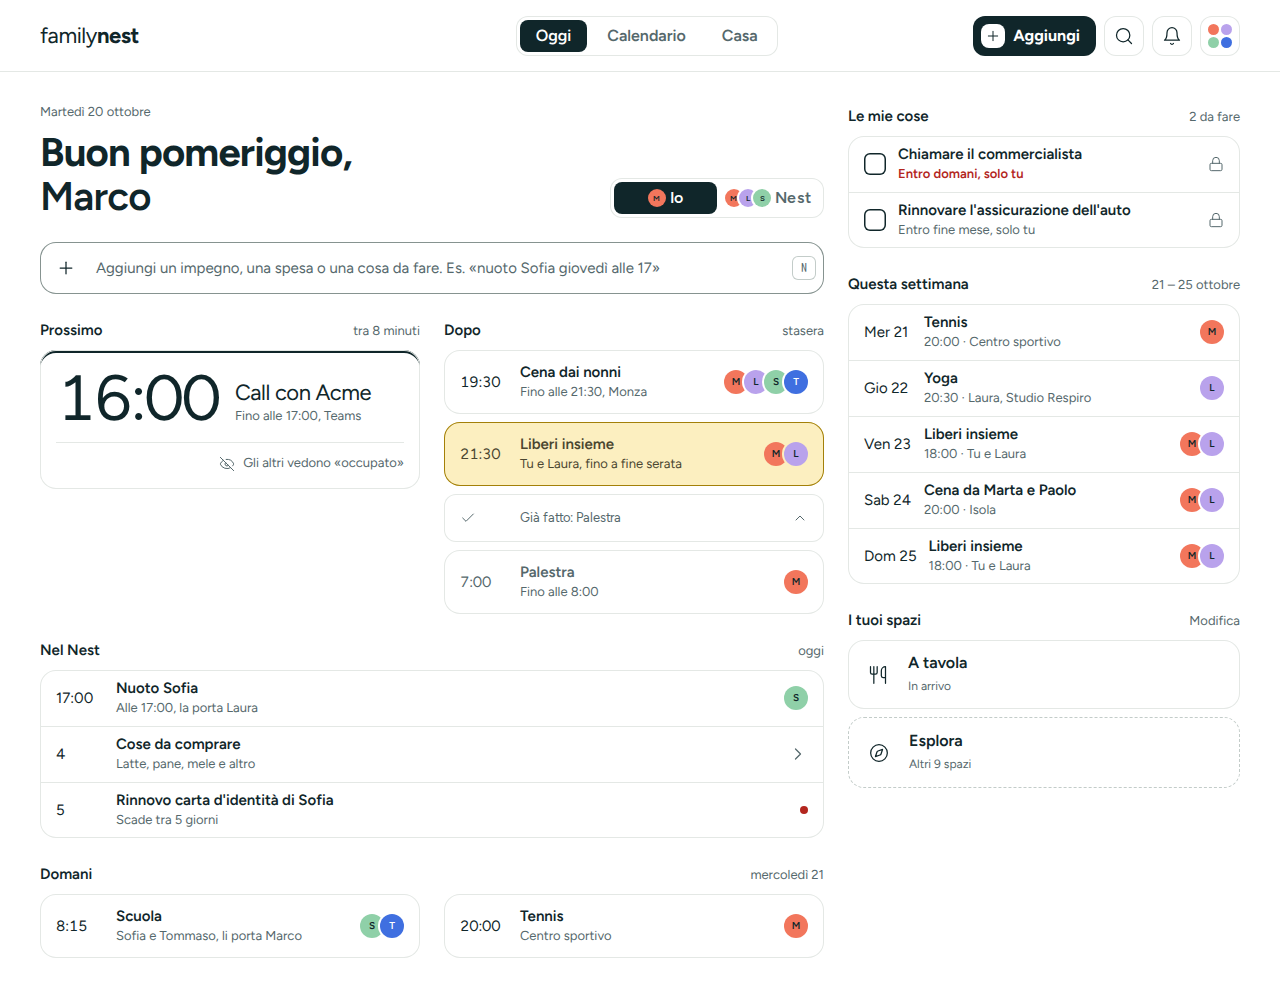 familynest
Oggi
Calendario
Casa
Aggiungi
Martedì 20 ottobre
Buon pomeriggio,
Marco
M Io
M L S Nest
Aggiungi un impegno, una spesa o una cosa da fare. Es. «nuoto Sofia giovedì alle 17»
N
Prossimo
tra 8 minuti
16:00
Call con Acme
Fino alle 17:00, Teams
Gli altri vedono «occupato»
Dopo
stasera
19:30
Cena dai nonni
Fino alle 21:30, Monza
M L S T
21:30
Liberi insieme
Tu e Laura, fino a fine serata
M L
Già fatto: Palestra
7:00
Palestra
Fino alle 8:00
M
Nel Nest
oggi
17:00
Nuoto Sofia
Alle 17:00, la porta Laura
S
4
Cose da comprare
Latte, pane, mele e altro
5
Rinnovo carta d'identità di Sofia
Scade tra 5 giorni
Domani
mercoledì 21
8:15
Scuola
Sofia e Tommaso, li porta Marco
S T
20:00
Tennis
Centro sportivo
M
Le mie cose
2 da fare
Chiamare il commercialista
Entro domani, solo tu
Rinnovare l'assicurazione dell'auto
Entro fine mese, solo tu
Questa settimana
21 – 25 ottobre
Mer 21
Tennis
20:00 · Centro sportivo
M
Gio 22
Yoga
20:30 · Laura, Studio Respiro
L
Ven 23
Liberi insieme
18:00 · Tu e Laura
M L
Sab 24
Cena da Marta e Paolo
20:00 · Isola
M L
Dom 25
Liberi insieme
18:00 · Tu e Laura
M L
I tuoi spazi
Modifica
A tavola
In arrivo
Esplora
Altri 9 spazi